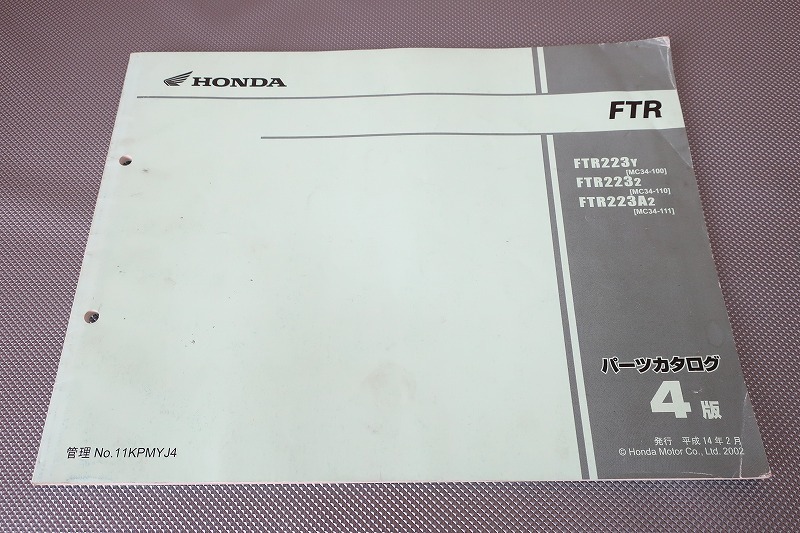 HONDA
FTR
FTR223Y
[MC34-100]
FTR2232
[MC34-110]
FTR223A2
[MC34-111]
パーツカタログ
4版
管理 No.11KPMYJ4
発行 平成14年2月
© Honda Motor Co., Ltd. 2002